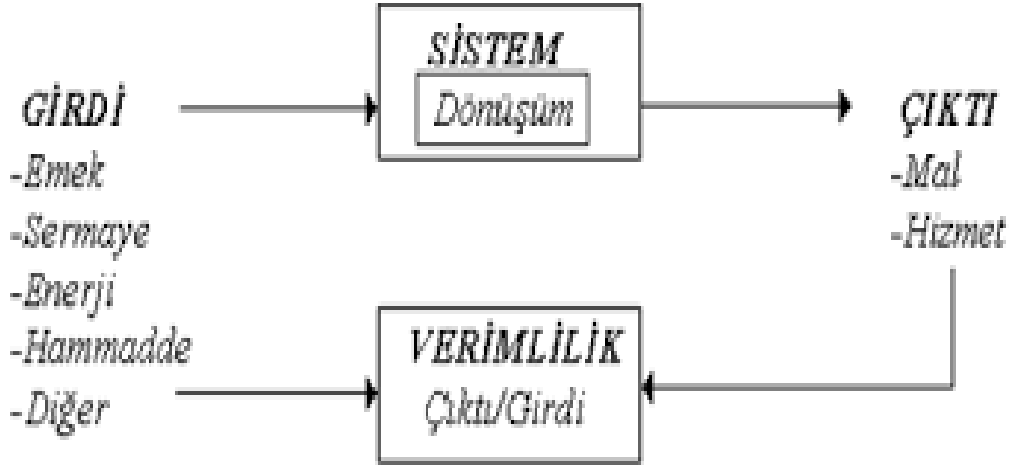 GİRDİ
-Emek
-Sermaye
-Enerji
-Hammadde
-Diğer
SİSTEM
Dönüşüm
ÇIKTI
-Mal
-Hizmet
VERİMLİLİK
Çıktı/Girdi